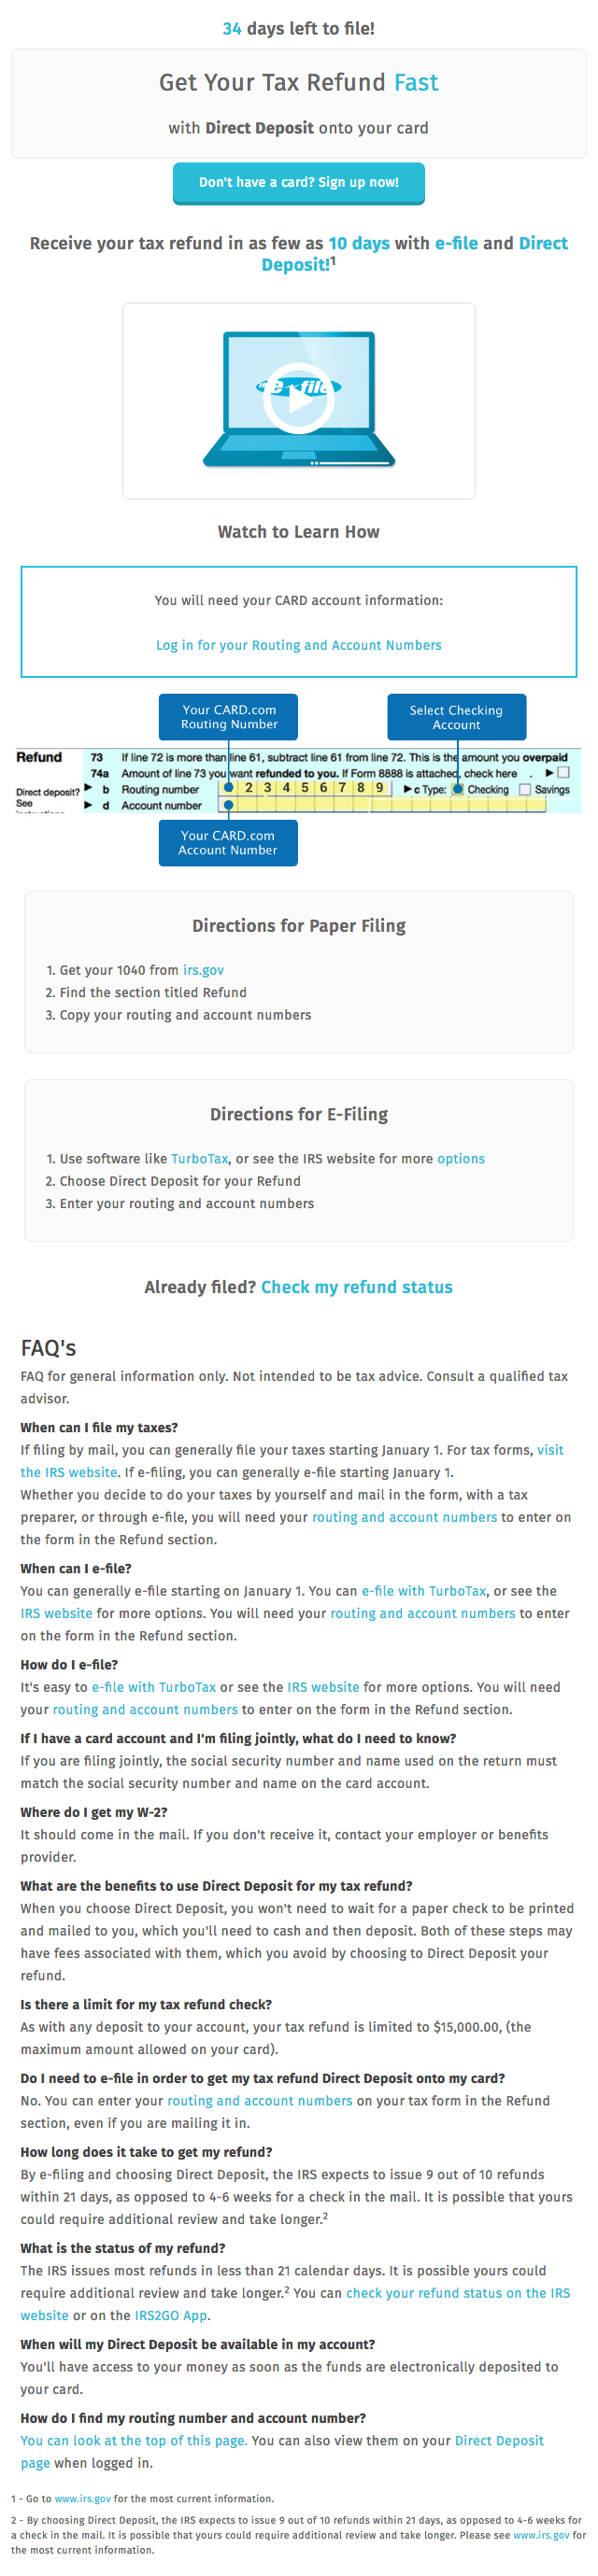 34 days left to file!
Get Your Tax Refund Fast
with Direct Deposit onto your card
Don't have a card? Sign up now!
Receive your tax refund in as few as 10 days with e-file and Direct
Deposit!1
e file
Watch to Learn How
You will need your CARD account information:
Log in for your Routing and Account Numbers
Your CARD.com
Routing Number
Select Checking
Account
Refund 73 If line 72 is more than line 61, subtract line 61 from line 72. This is the amount you overpaid
74a Amount of line 73 you want refunded to you. If Form 8888 is attached, check here . ▶
Direct deposit? ▶ b Routing number 2 3 4 5 6 7 8 9 ▶ c Type: Checking Savings
See ▶ d Account number
Your CARD.com
Account Number
Directions for Paper Filing
1. Get your 1040 from irs.gov
2. Find the section titled Refund
3. Copy your routing and account numbers
Directions for E-Filing
1. Use software like TurboTax, or see the IRS website for more options
2. Choose Direct Deposit for your Refund
3. Enter your routing and account numbers
Already filed? Check my refund status
FAQ's
FAQ for general information only. Not intended to be tax advice. Consult a qualified tax
advisor.
When can I file my taxes?
If filing by mail, you can generally file your taxes starting January 1. For tax forms, visit
the IRS website. If e-filing, you can generally e-file starting January 1.
Whether you decide to do your taxes by yourself and mail in the form, with a tax
preparer, or through e-file, you will need your routing and account numbers to enter on
the form in the Refund section.
When can I e-file?
You can generally e-file starting on January 1. You can e-file with TurboTax, or see the
IRS website for more options. You will need your routing and account numbers to enter
on the form in the Refund section.
How do I e-file?
It's easy to e-file with TurboTax or see the IRS website for more options. You will need
your routing and account numbers to enter on the form in the Refund section.
If I have a card account and I'm filing jointly, what do I need to know?
If you are filing jointly, the social security number and name used on the return must
match the social security number and name on the card account.
Where do I get my W-2?
It should come in the mail. If you don't receive it, contact your employer or benefits
provider.
What are the benefits to use Direct Deposit for my tax refund?
When you choose Direct Deposit, you won't need to wait for a paper check to be printed
and mailed to you, which you'll need to cash and then deposit. Both of these steps may
have fees associated with them, which you avoid by choosing to Direct Deposit your
refund.
Is there a limit for my tax refund check?
As with any deposit to your account, your tax refund is limited to $15,000.00, (the
maximum amount allowed on your card).
Do I need to e-file in order to get my tax refund Direct Deposit onto my card?
No. You can enter your routing and account numbers on your tax form in the Refund
section, even if you are mailing it in.
How long does it take to get my refund?
By e-filing and choosing Direct Deposit, the IRS expects to issue 9 out of 10 refunds
within 21 days, as opposed to 4-6 weeks for a check in the mail. It is possible that yours
could require additional review and take longer.2
What is the status of my refund?
The IRS issues most refunds in less than 21 calendar days. It is possible yours could
require additional review and take longer.2 You can check your refund status on the IRS
website or on the IRS2GO App.
When will my Direct Deposit be available in my account?
You'll have access to your money as soon as the funds are electronically deposited to
your card.
How do I find my routing number and account number?
You can look at the top of this page. You can also view them on your Direct Deposit
page when logged in.
1 - Go to www.irs.gov for the most current information.
2 - By choosing Direct Deposit, the IRS expects to issue 9 out of 10 refunds within 21 days, as opposed to 4-6 weeks for
a check in the mail. It is possible that yours could require additional review and take longer. Please see www.irs.gov for
the most current information.